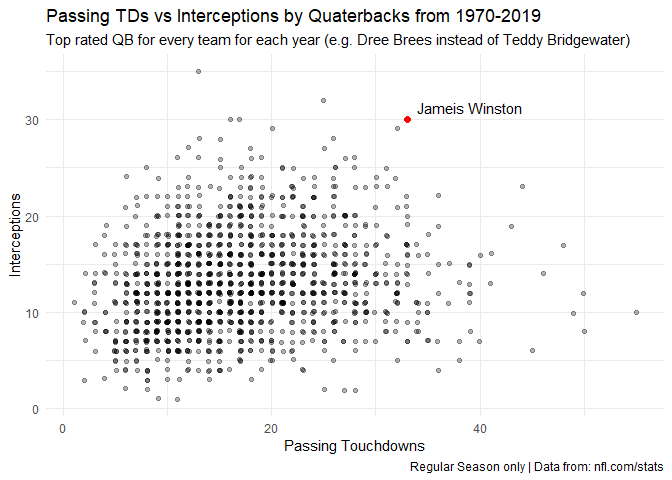 Passing TDs vs Interceptions by Quaterbacks from 1970-2019
Top rated QB for every team for each year (e.g. Dree Brees instead of Teddy Bridgewater)
Jameis Winston
30
20
10
0
Interceptions
0 20 40
Passing Touchdowns
Regular Season only | Data from: nfl.com/stats